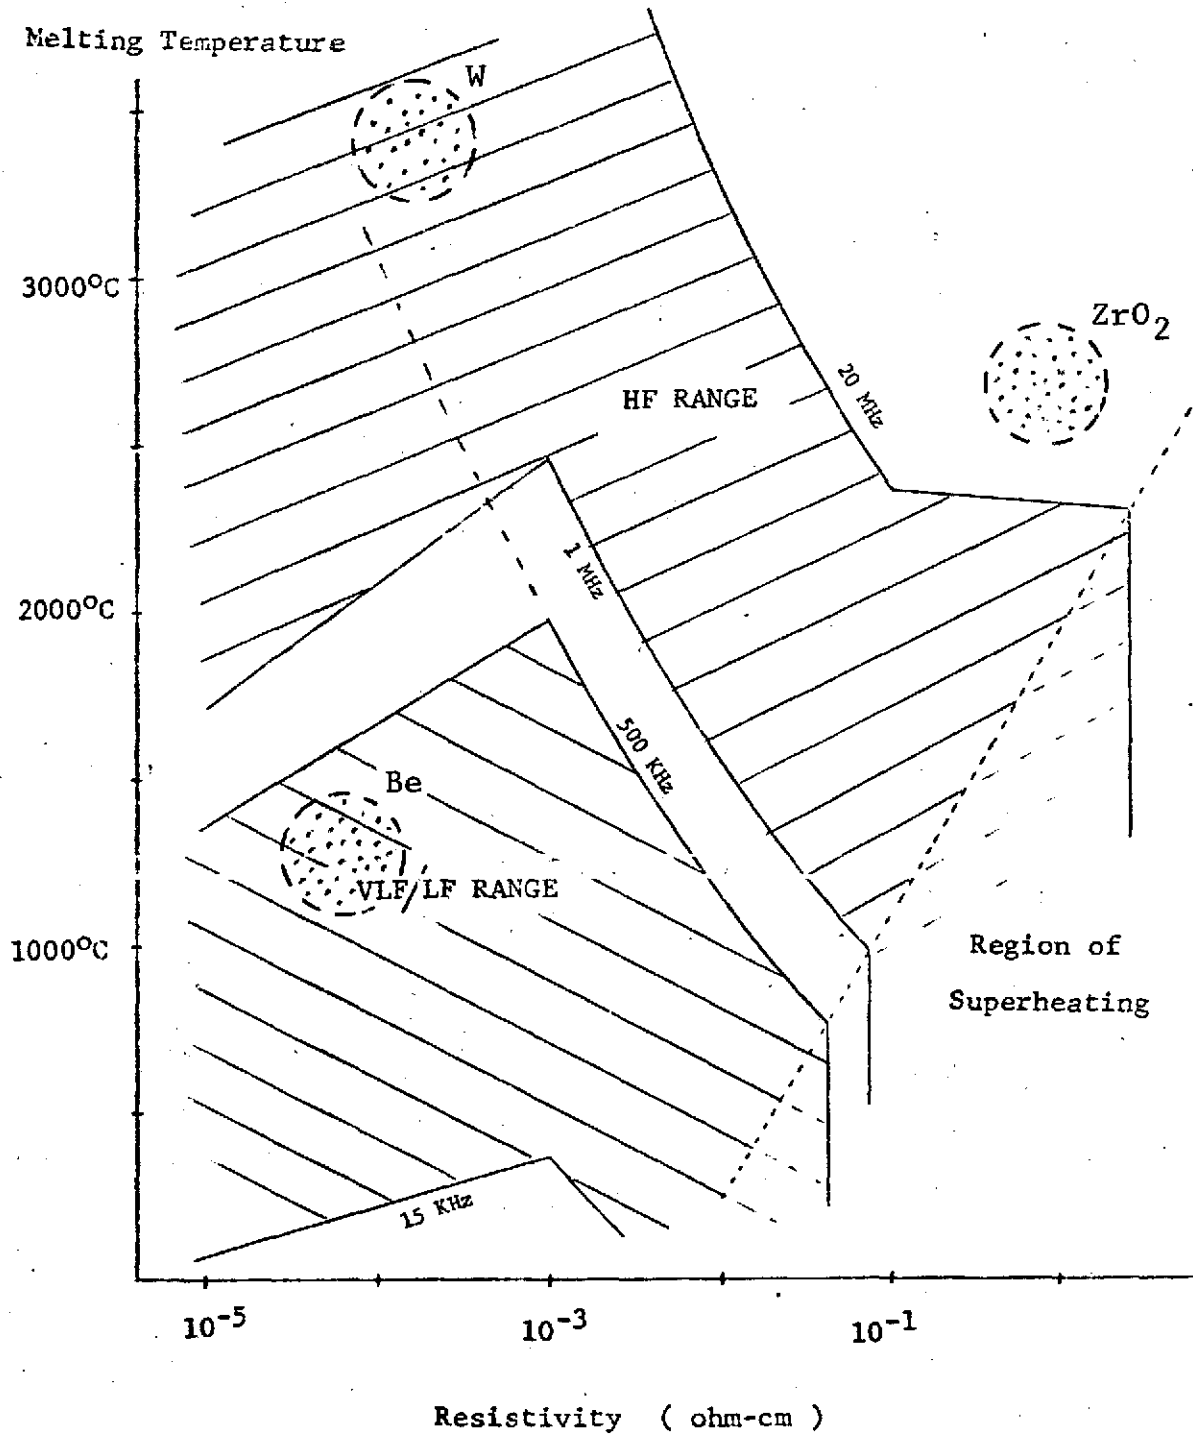 Melting Temperature
W
3000°C
ZrO2
20 MHz
HF RANGE
1 MHz
2000°C
500 KHz
Be
VLF/LF RANGE
1000°C
Region of
Superheating
15 KHz
10^-5
10^-3
10^-1
Resistivity ( ohm-cm )